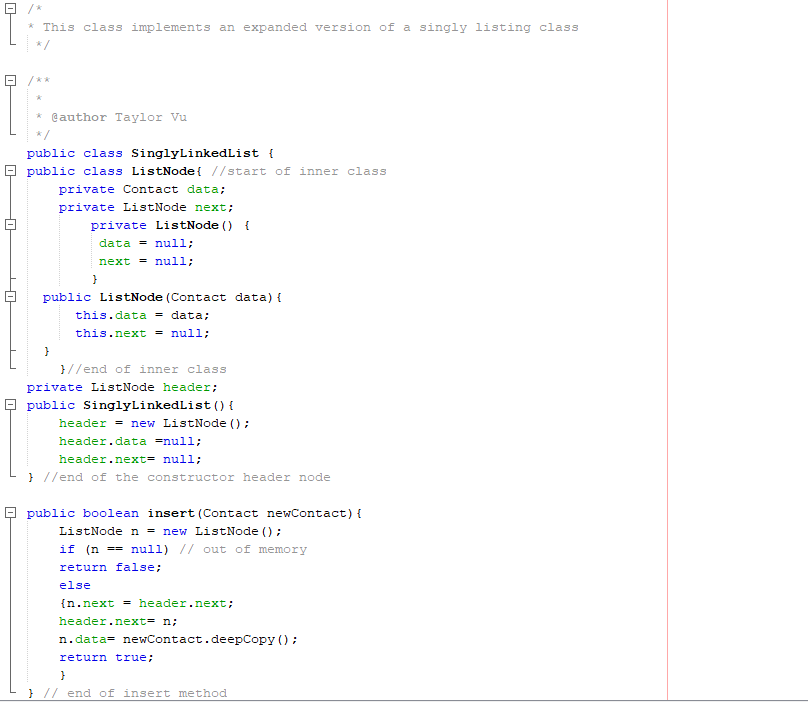 /*
* This class implements an expanded version of a singly listing class
*/
/**
*
* @author Taylor Vu
*/
public class SinglyLinkedList {
public class ListNode{ //start of inner class
private Contact data;
private ListNode next;
private ListNode() {
data = null;
next = null;
}
public ListNode(Contact data){
this.data = data;
this.next = null;
}
}//end of inner class
private ListNode header;
public SinglyLinkedList(){
header = new ListNode();
header.data =null;
header.next= null;
} //end of the constructor header node
public boolean insert(Contact newContact){
ListNode n = new ListNode();
if (n == null) // out of memory
return false;
else
{n.next = header.next;
header.next= n;
n.data= newContact.deepCopy();
return true;
}
} // end of insert method